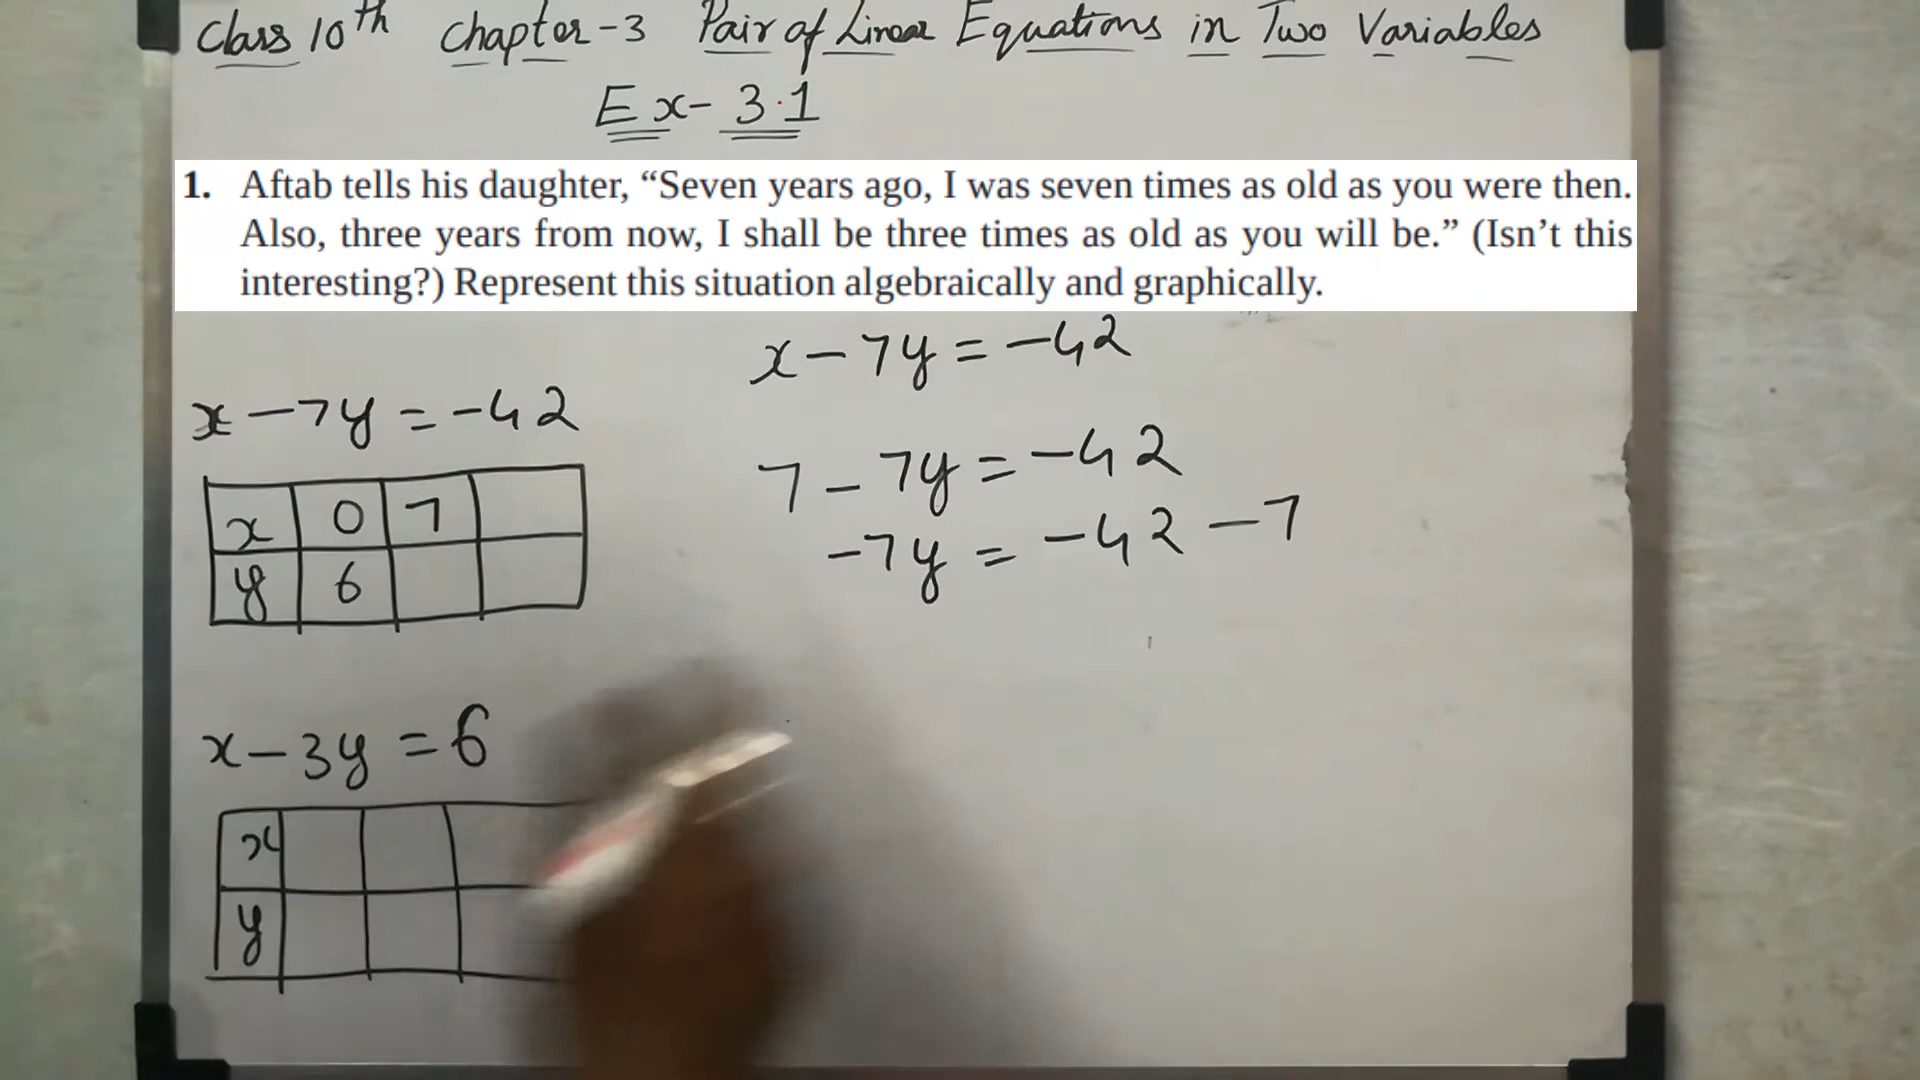 Class 10th Chapter-3 Pair of Linear Equations in Two Variables
Ex- 3.1
1. Aftab tells his daughter, “Seven years ago, I was seven times as old as you were then.
Also, three years from now, I shall be three times as old as you will be.” (Isn’t this
interesting?) Represent this situation algebraically and graphically.
x - 7y = -42
x | 0 | 7
y | 6
x - 3y = 6
x
y
x - 7y = -42
7 - 7y = -42
-7y = -42 - 7